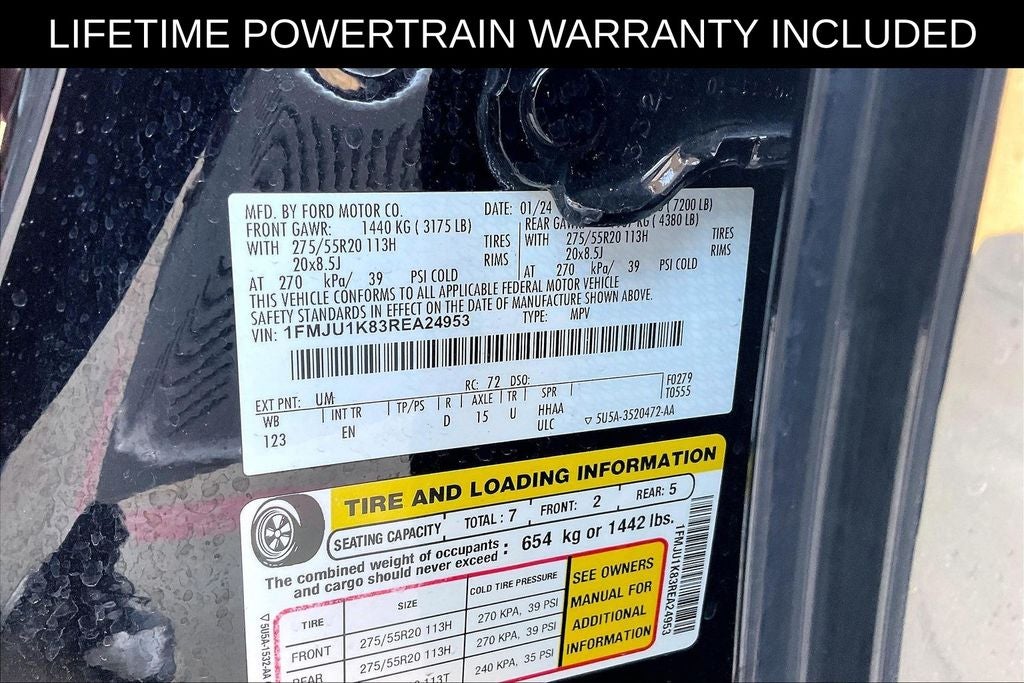 LIFETIME POWERTRAIN WARRANTY INCLUDED
MFD. BY FORD MOTOR CO. DATE: 01/24 (7200 LB)
FRONT GAWR: 1440 KG (3175 LB) REAR GAWR KG (4380 LB)
WITH 275/55R20 113H TIRES WITH 275/55R20 113H TIRES
20x8.5J RIMS 20x8.5J RIMS
AT 270 kPa/ 39 PSI COLD AT 270 kPa/ 39 PSI COLD
THIS VEHICLE CONFORMS TO ALL APPLICABLE FEDERAL MOTOR VEHICLE
SAFETY STANDARDS IN EFFECT ON THE DATE OF MANUFACTURE SHOWN ABOVE.
VIN: 1FMJU1K83REA24953 TYPE: MPV
EXT PNT: UM RC: 72 DSO: F0279
WB INT TR TP/PS R AXLE TR SPR T0555
123 EN D 15 U HHAA
ULC 5U5A-3520472-AA
TIRE AND LOADING INFORMATION
SEATING CAPACITY TOTAL: 7 FRONT: 2 REAR: 5
The combined weight of occupants
and cargo should never exceed : 654 kg or 1442 lbs.
TIRE SIZE COLD TIRE PRESSURE
FRONT 275/55R20 113H 270 KPA, 39 PSI
REAR 275/55R20 113H 270 KPA, 39 PSI
113T 240 KPA, 35 PSI
SEE OWNERS
MANUAL FOR
ADDITIONAL
INFORMATION
1FMJU1K83REA24953
5U5A-1532-AA